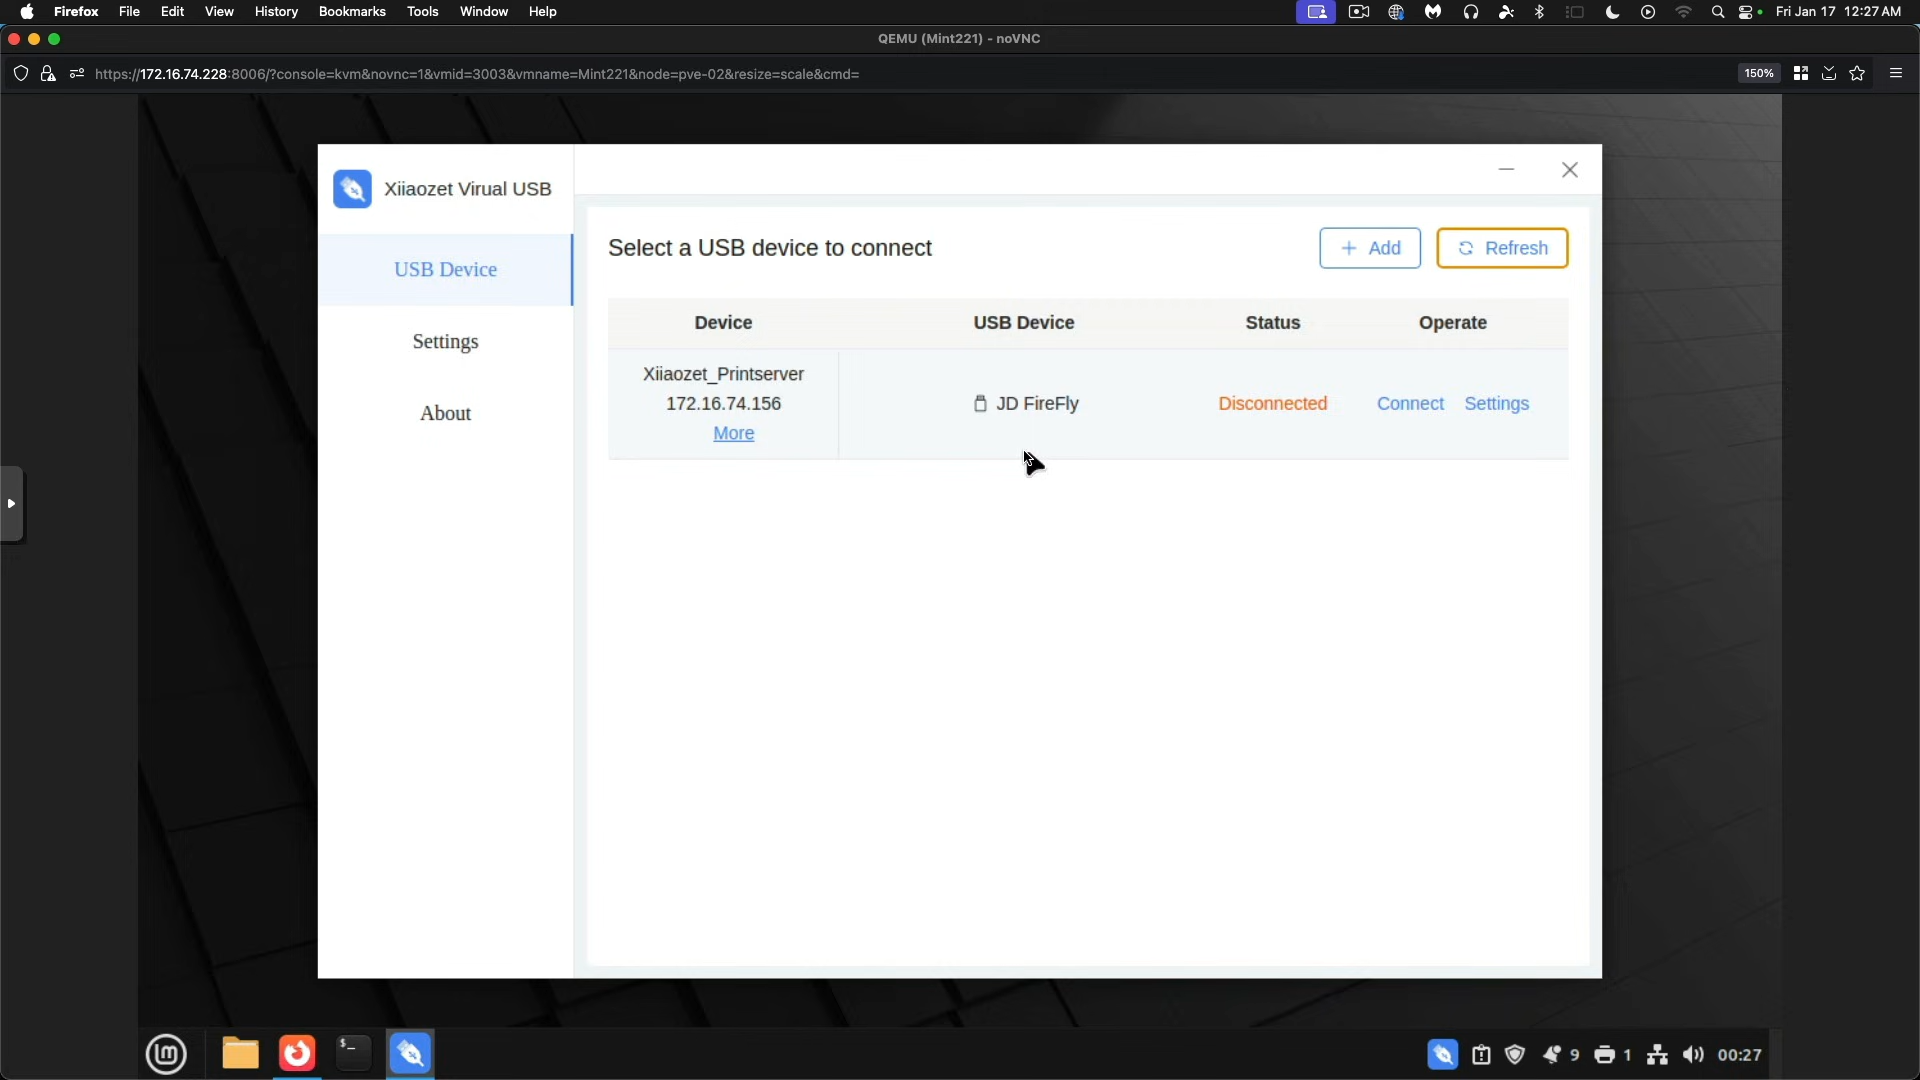 Firefox File Edit View History Bookmarks Tools Window Help Fri Jan 17 12:27 AM
QEMU (Mint221) - noVNC
https://172.16.74.228:8006/?console=kvm&novnc=1&vmid=3003&vmname=Mint221&node=pve-02&resize=scale&cmd= 150%
Xiiaozet Virual USB
USB Device
Settings
About
Select a USB device to connect
Add
Refresh
Device USB Device Status Operate
Xiiaozet_Printserver
172.16.74.156
More
JD FireFly Disconnected Connect Settings
$_ 9 1 00:27